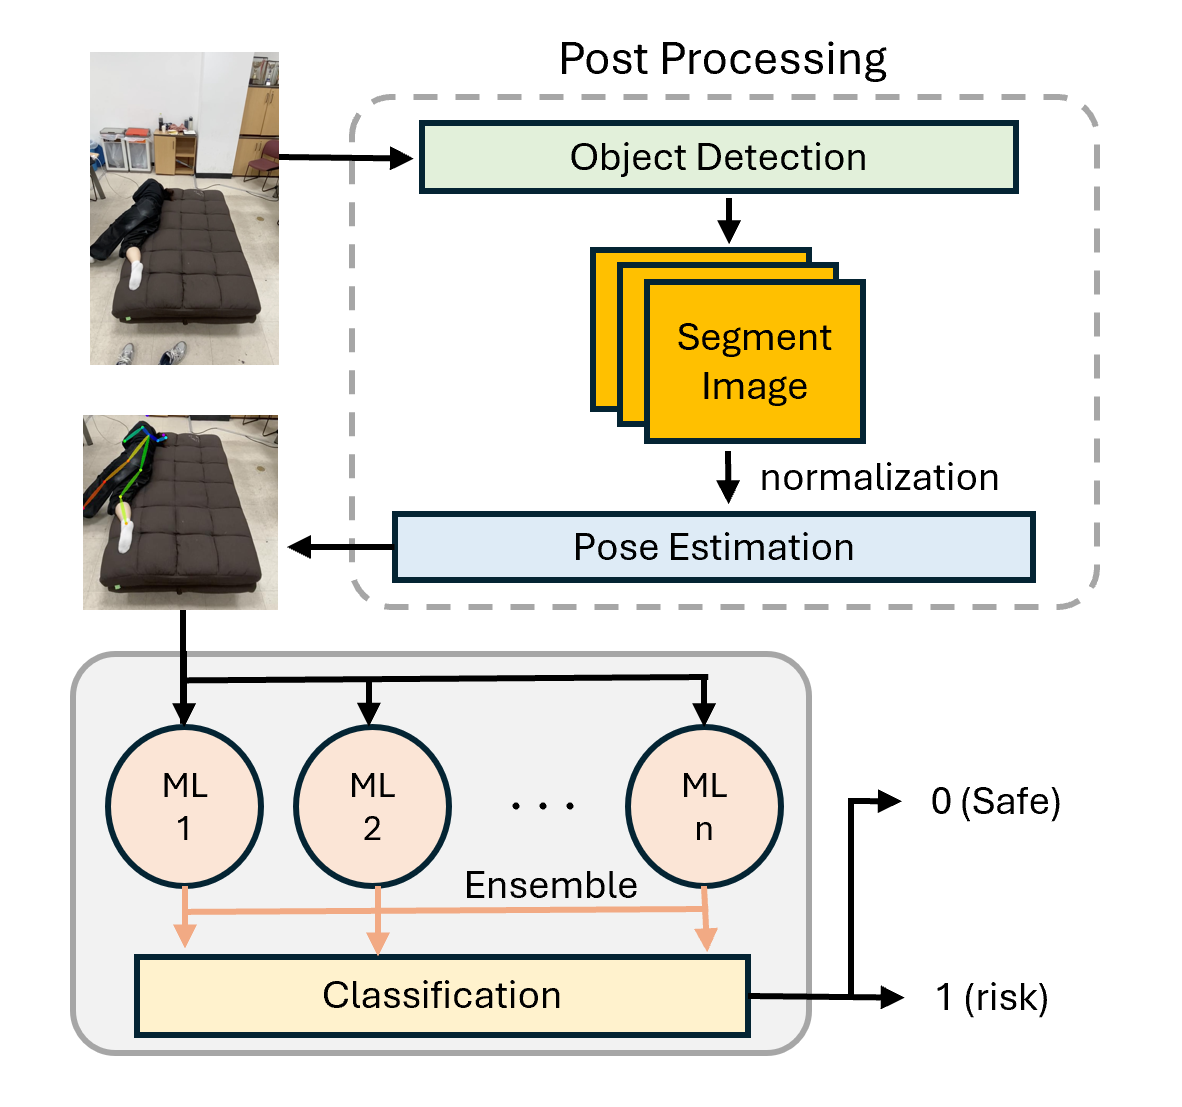 Post Processing
Object Detection
Segment
Image
normalization
Pose Estimation
ML
1
ML
2
. . .
ML
n
Ensemble
Classification
0 (Safe)
1 (risk)